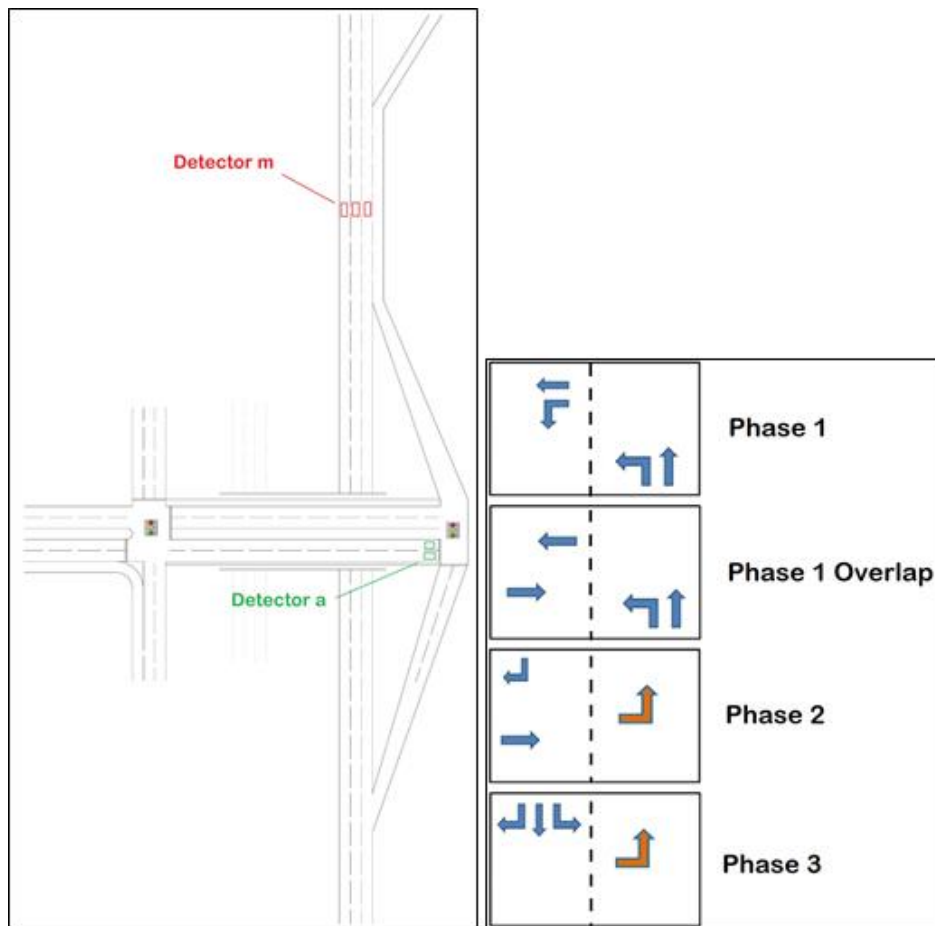 Detector m
Detector a
Phase 1
Phase 1 Overlap
Phase 2
Phase 3